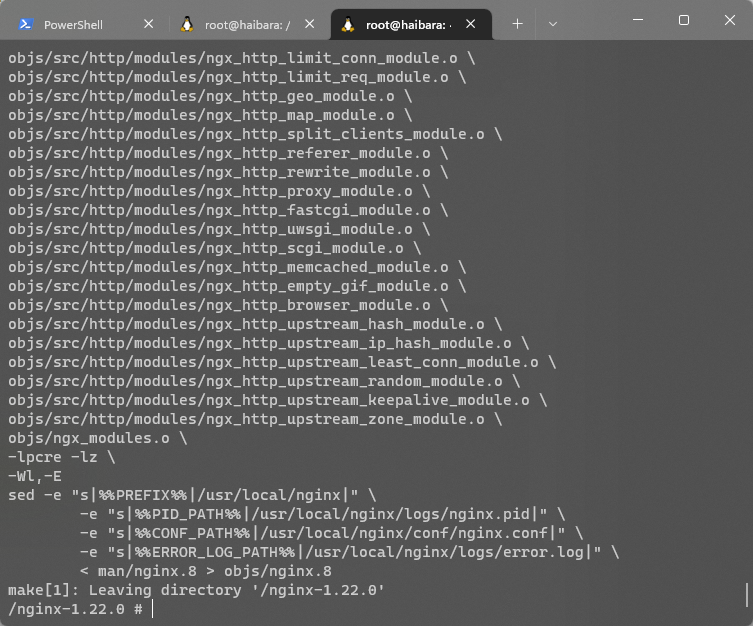 PowerShell
root@haibara: /
root@haibara: ·
objs/src/http/modules/ngx_http_limit_conn_module.o \
objs/src/http/modules/ngx_http_limit_req_module.o \
objs/src/http/modules/ngx_http_geo_module.o \
objs/src/http/modules/ngx_http_map_module.o \
objs/src/http/modules/ngx_http_split_clients_module.o \
objs/src/http/modules/ngx_http_referer_module.o \
objs/src/http/modules/ngx_http_rewrite_module.o \
objs/src/http/modules/ngx_http_proxy_module.o \
objs/src/http/modules/ngx_http_fastcgi_module.o \
objs/src/http/modules/ngx_http_uwsgi_module.o \
objs/src/http/modules/ngx_http_scgi_module.o \
objs/src/http/modules/ngx_http_memcached_module.o \
objs/src/http/modules/ngx_http_empty_gif_module.o \
objs/src/http/modules/ngx_http_browser_module.o \
objs/src/http/modules/ngx_http_upstream_hash_module.o \
objs/src/http/modules/ngx_http_upstream_ip_hash_module.o \
objs/src/http/modules/ngx_http_upstream_least_conn_module.o \
objs/src/http/modules/ngx_http_upstream_random_module.o \
objs/src/http/modules/ngx_http_upstream_keepalive_module.o \
objs/src/http/modules/ngx_http_upstream_zone_module.o \
objs/ngx_modules.o \
-lpcre -lz \
-Wl,-E
sed -e "s|%%PREFIX%%|/usr/local/nginx|" \
-e "s|%%PID_PATH%%|/usr/local/nginx/logs/nginx.pid|" \
-e "s|%%CONF_PATH%%|/usr/local/nginx/conf/nginx.conf|" \
-e "s|%%ERROR_LOG_PATH%%|/usr/local/nginx/logs/error.log|" \
< man/nginx.8 > objs/nginx.8
make[1]: Leaving directory '/nginx-1.22.0'
/nginx-1.22.0 #